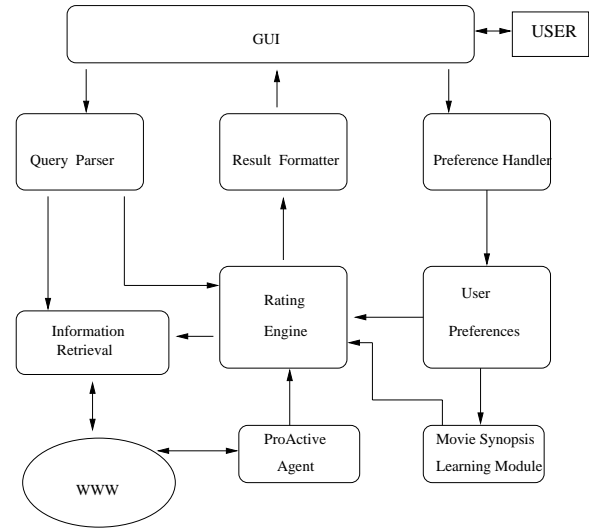 GUI
USER
Query Parser
Result Formatter
Preference Handler
Rating
Engine
User
Preferences
Information
Retrieval
ProActive
Agent
Movie Synopsis
Learning Module
WWW